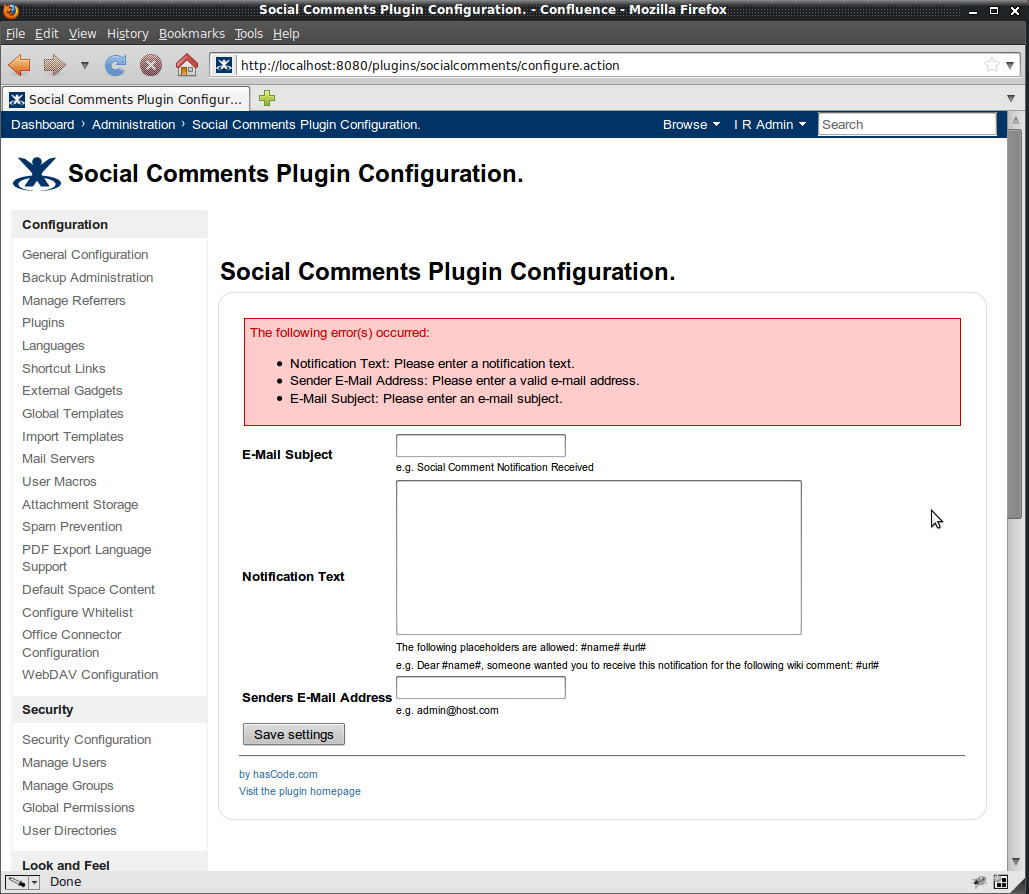 Social Comments Plugin Configuration. - Confluence - Mozilla Firefox
File Edit View History Bookmarks Tools Help
http://localhost:8080/plugins/socialcomments/configure.action
Social Comments Plugin Configur...
Dashboard › Administration › Social Comments Plugin Configuration.
Browse I R Admin Search
Social Comments Plugin Configuration.
Configuration
General Configuration
Backup Administration
Manage Referrers
Plugins
Languages
Shortcut Links
External Gadgets
Global Templates
Import Templates
Mail Servers
User Macros
Attachment Storage
Spam Prevention
PDF Export Language
Support
Default Space Content
Configure Whitelist
Office Connector
Configuration
WebDAV Configuration
Security
Security Configuration
Manage Users
Manage Groups
Global Permissions
User Directories
Look and Feel
Social Comments Plugin Configuration.
The following error(s) occurred:
• Notification Text: Please enter a notification text.
• Sender E-Mail Address: Please enter a valid e-mail address.
• E-Mail Subject: Please enter an e-mail subject.
E-Mail Subject
e.g. Social Comment Notification Received
Notification Text
The following placeholders are allowed: #name# #url#
e.g. Dear #name#, someone wanted you to receive this notification for the following wiki comment: #url#
Senders E-Mail Address
e.g. admin@host.com
Save settings
by hasCode.com
Visit the plugin homepage
Done